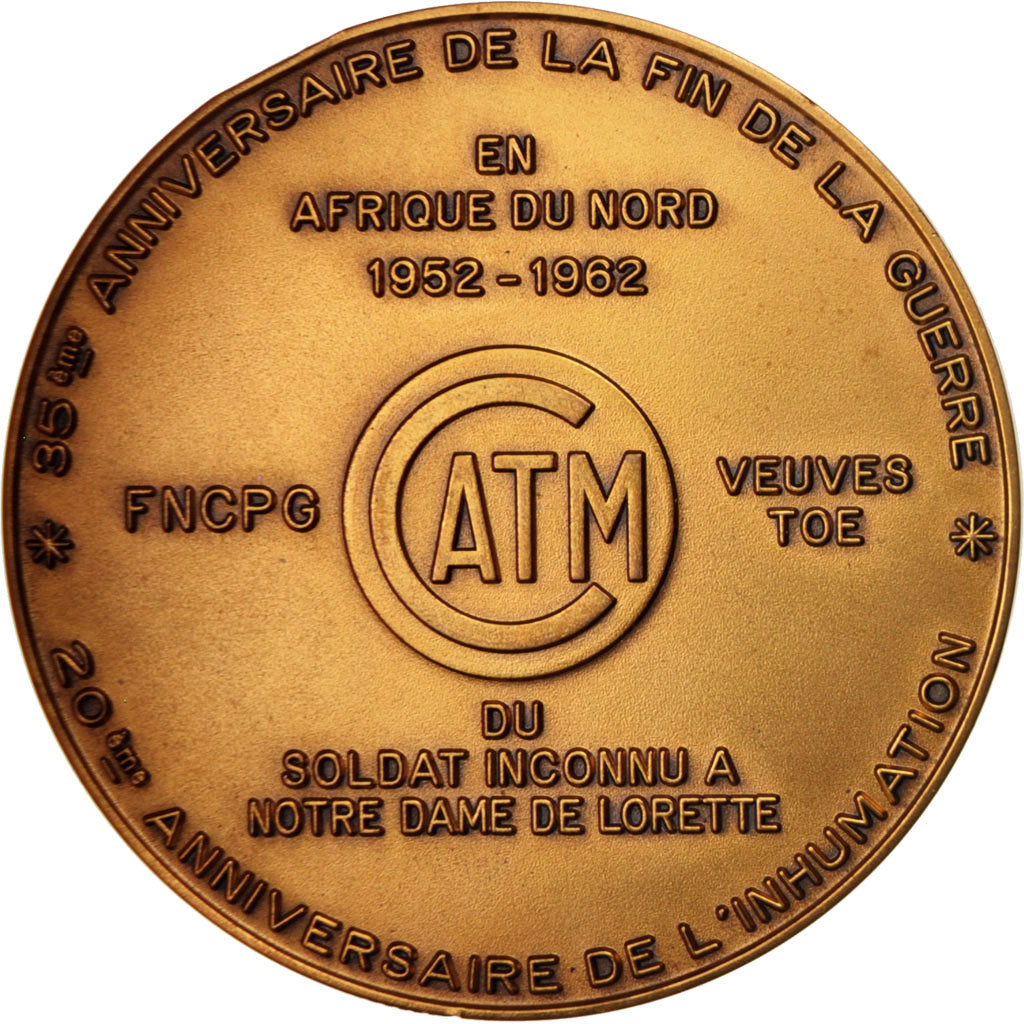 35ème ANNIVERSAIRE DE LA FIN DE LA GUERRE
EN
AFRIQUE DU NORD
1952 - 1962
FNCPG
CATM
VEUVES
TOE
20ème ANNIVERSAIRE DE L'INHUMATION
DU
SOLDAT INCONNU A
NOTRE DAME DE LORETTE